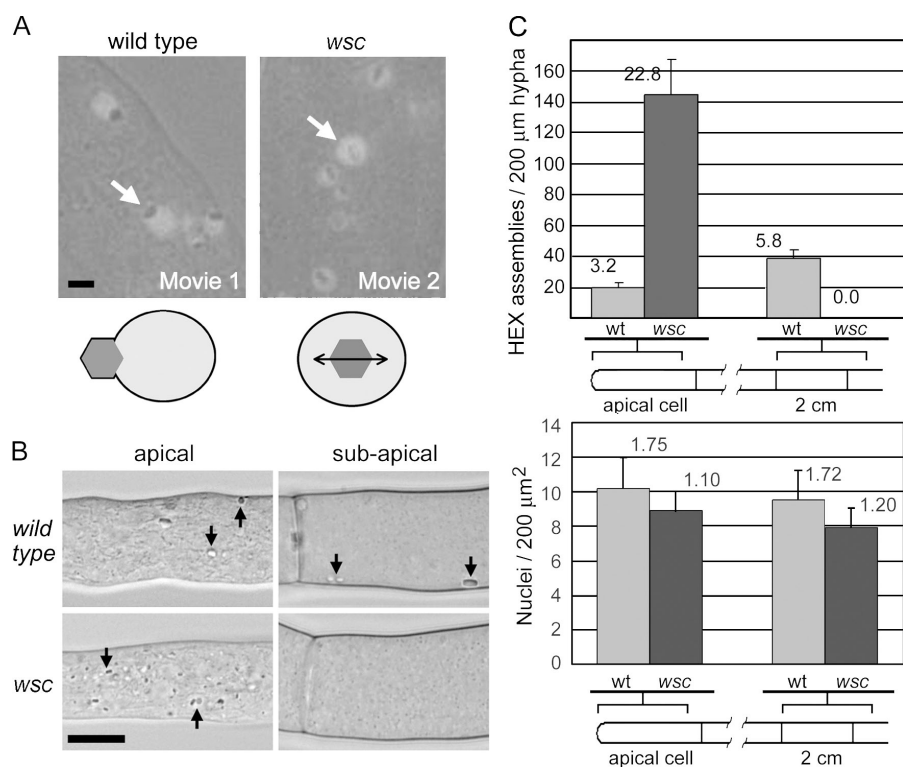 A
wild type
wsc
Movie 1
Movie 2
B
apical
sub-apical
wild type
wsc
C
HEX assemblies / 200 µm hypha
160
140
120
100
80
60
40
20
3.2
22.8
5.8
0.0
wt
wsc
wt
wsc
apical cell
2 cm
Nuclei / 200 µm²
14
12
10
8
6
4
2
0
1.75
1.10
1.72
1.20
wt
wsc
wt
wsc
apical cell
2 cm